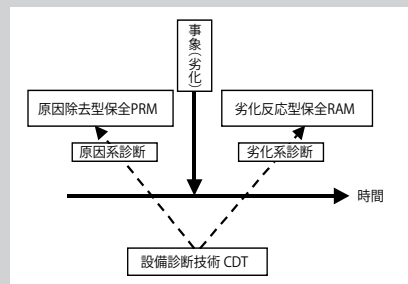 事象(劣化)
原因除去型保全PRM
劣化反応型保全RAM
原因系診断
劣化系診断
時間
設備診断技術 CDT